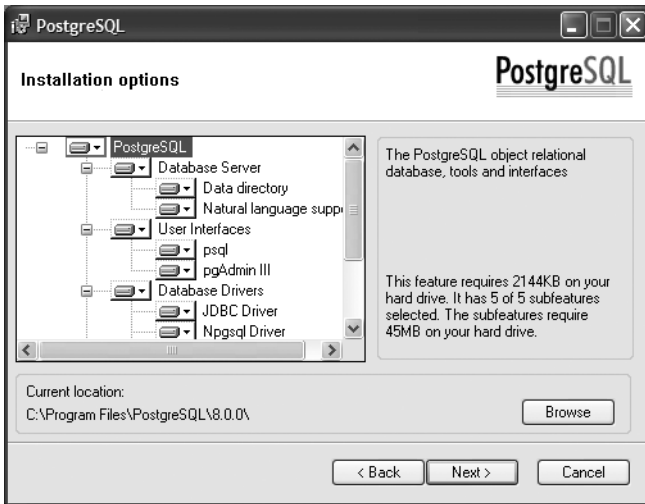 PostgreSQL
Installation options
PostgreSQL
PostgreSQL
Database Server
Data directory
Natural language supp
User Interfaces
psql
pgAdmin III
Database Drivers
JDBC Driver
Npgsql Driver
The PostgreSQL object relational
database, tools and interfaces
This feature requires 2144KB on your
hard drive. It has 5 of 5 subfeatures
selected. The subfeatures require
45MB on your hard drive.
Current location:
C:\Program Files\PostgreSQL\8.0.0\
Browse
< Back
Next >
Cancel